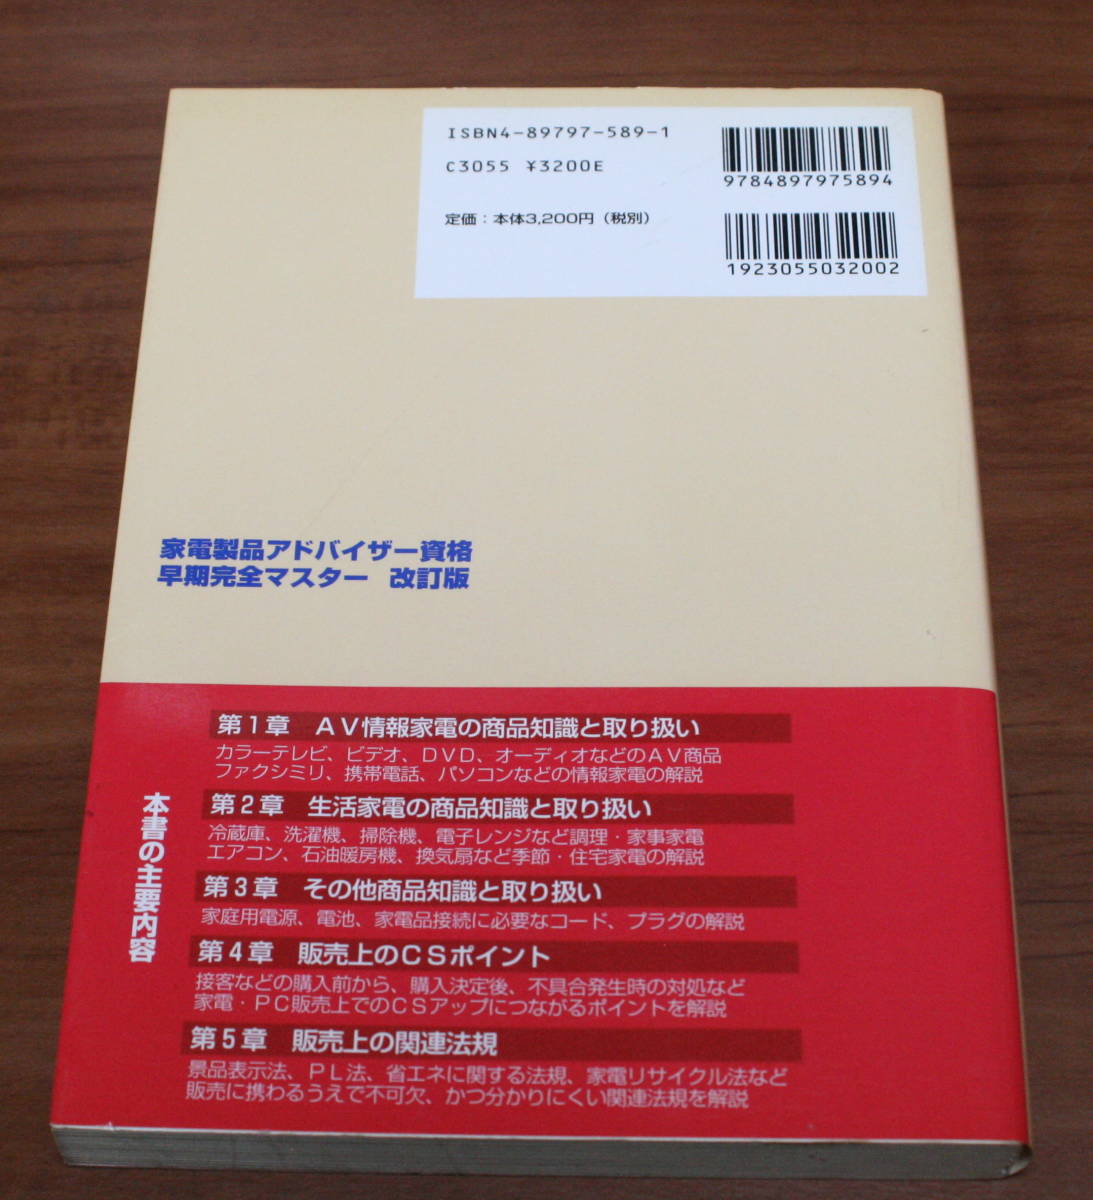 ISBN4-89797-589-1
C3055 ¥3200E
定価：本体3,200円（税別）
9784897975894
1923055032002
家電製品アドバイザー資格
早期完全マスター 改訂版
本書の主要内容
第1章 AV情報家電の商品知識と取り扱い
カラーテレビ、ビデオ、DVD、オーディオなどのAV商品
ファクシミリ、携帯電話、パソコンなどの情報家電の解説
第2章 生活家電の商品知識と取り扱い
冷蔵庫、洗濯機、掃除機、電子レンジなど調理・家事家電
エアコン、石油暖房機、換気扇など季節・住宅家電の解説
第3章 その他商品知識と取り扱い
家庭用電源、電池、家電品接続に必要なコード、プラグの解説
第4章 販売上のCSポイント
接客などの購入前から、購入決定後、不具合発生時の対処など
家電・PC販売上でのCSアップにつながるポイントを解説
第5章 販売上の関連法規
景品表示法、PL法、省エネに関する法規、家電リサイクル法など
販売に携わるうえで不可欠、かつ分かりにくい関連法規を解説